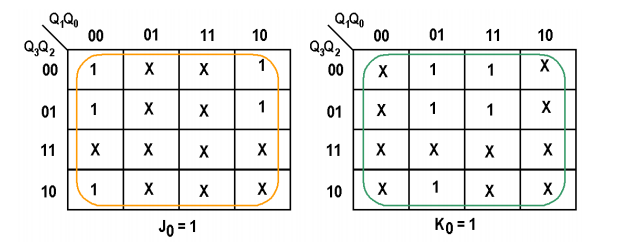 Q₁Q₀ Q₁Q₀
00 01 11 10 00 01 11 10
Q₃Q₂ Q₃Q₂
00 1 X X 1 00 X 1 1 X
01 1 X X 1 01 X 1 1 X
11 X X X X 11 X X X X
10 1 X X X 10 X 1 X X
J₀ = 1 K₀ = 1